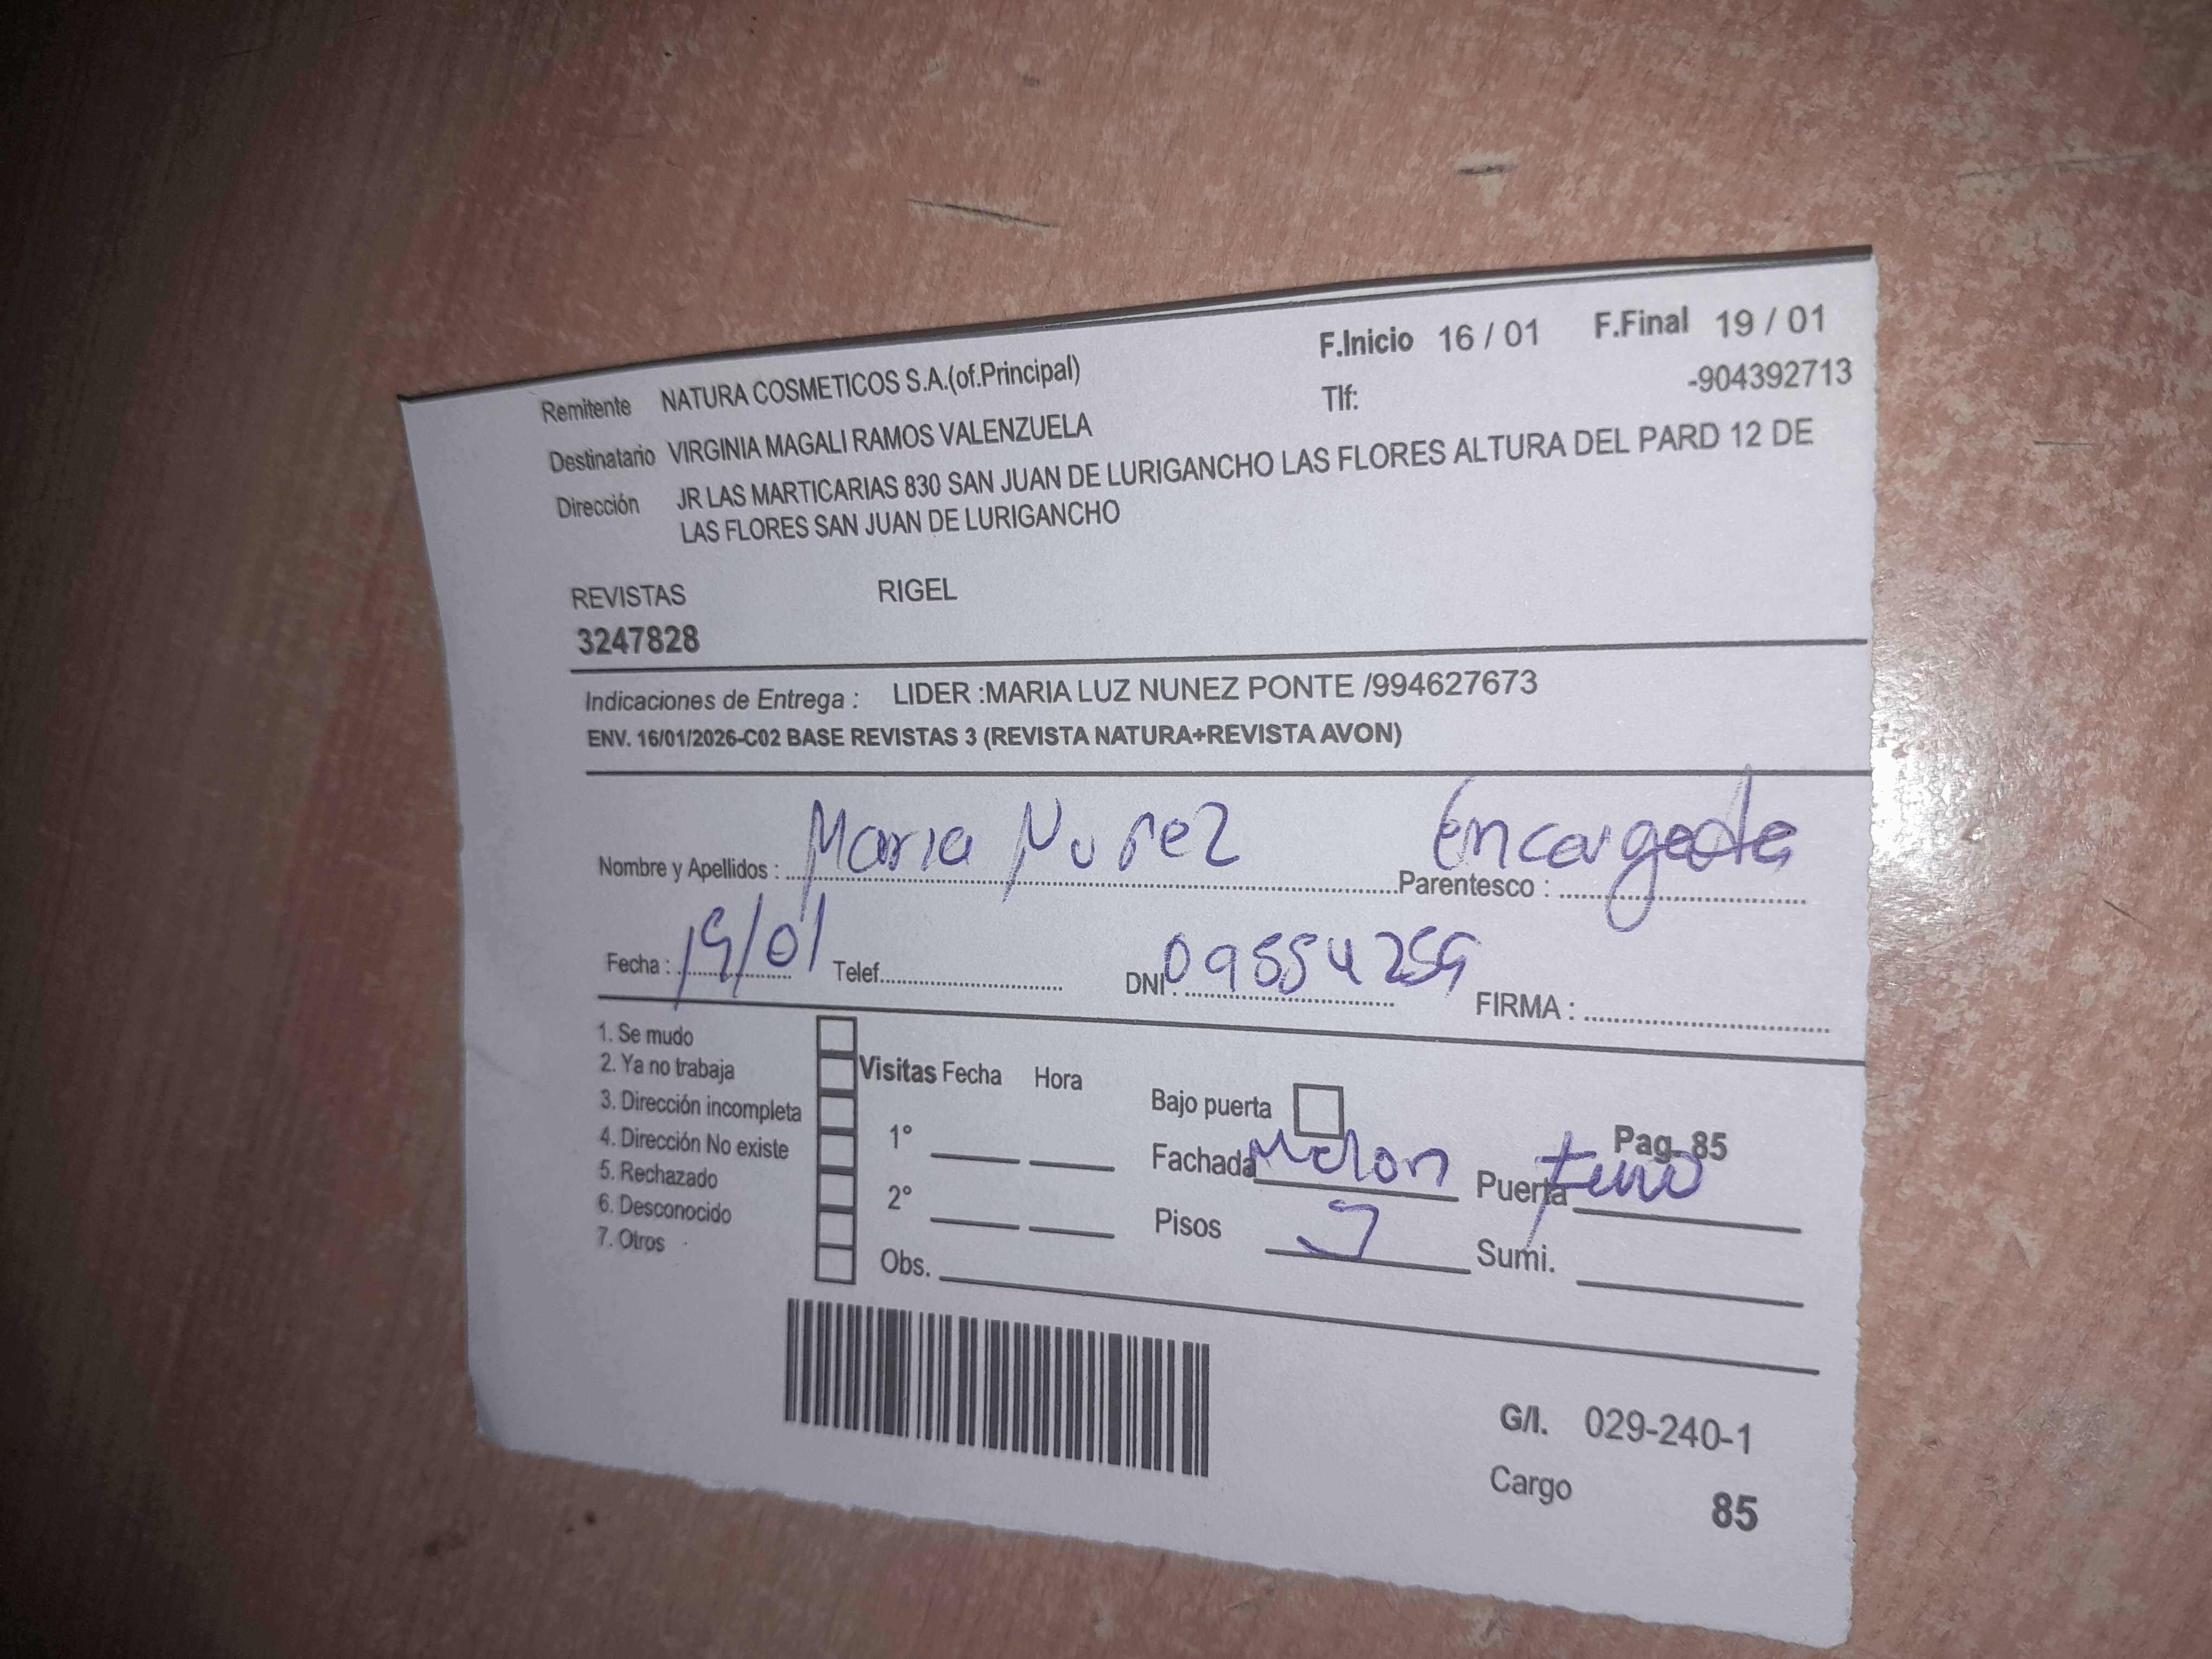 F.Inicio 16 / 01 F.Final 19 / 01
Remitente NATURA COSMETICOS S.A.(of.Principal) Tlf: -904392713
Destinatario VIRGINIA MAGALI RAMOS VALENZUELA
Dirección JR LAS MARTICARIAS 830 SAN JUAN DE LURIGANCHO LAS FLORES ALTURA DEL PARD 12 DE
LAS FLORES SAN JUAN DE LURIGANCHO
REVISTAS RIGEL
3247828
Indicaciones de Entrega : LIDER :MARIA LUZ NUNEZ PONTE /994627673
ENV. 16/01/2026-C02 BASE REVISTAS 3 (REVISTA NATURA+REVISTA AVON)
Nombre y Apellidos : Maria Nuñez Parentesco : Encargada
Fecha : 19/01 Telef. DNI : 09554259 FIRMA :
1. Se mudo
2. Ya no trabaja Visitas Fecha Hora Bajo puerta
3. Dirección incompleta 1° Pag. 85
4. Dirección No existe Fachada Melon Puerta
5. Rechazado 2° Pisos
6. Desconocido Sumi.
7. Otros Obs.
G/I. 029-240-1
Cargo 85